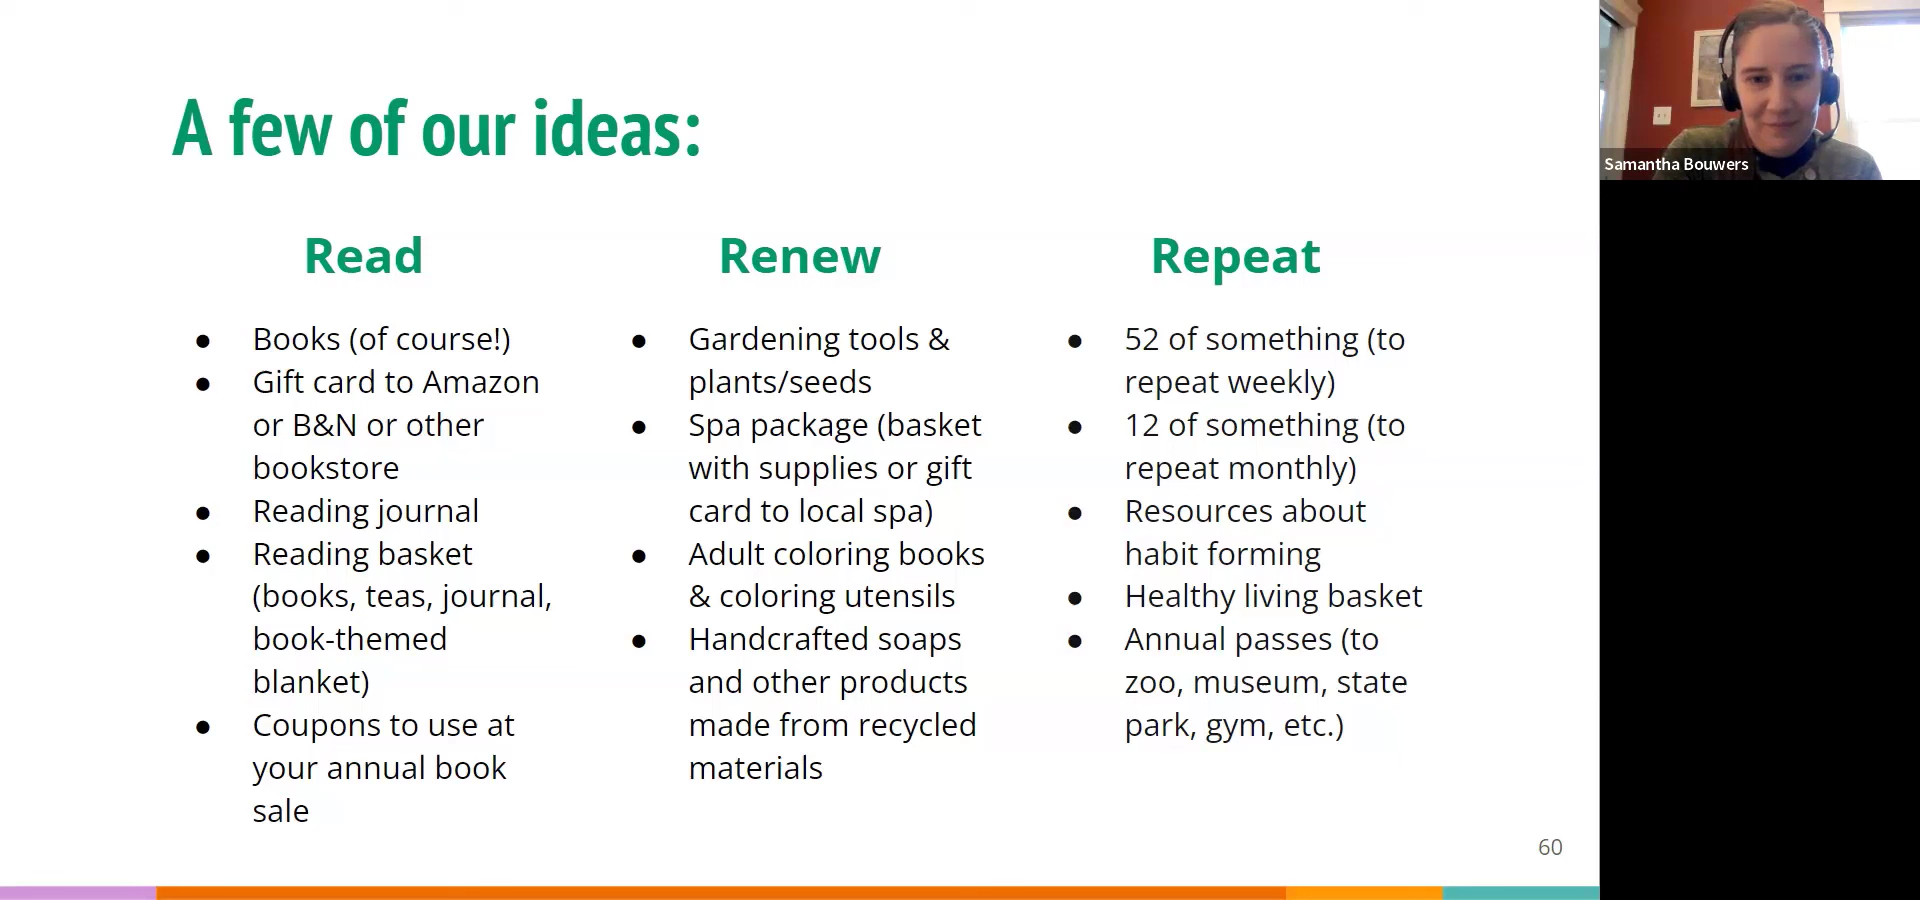 A few of our ideas:
Read
● Books (of course!)
● Gift card to Amazon
or B&N or other
bookstore
● Reading journal
● Reading basket
(books, teas, journal,
book-themed
blanket)
● Coupons to use at
your annual book
sale
Renew
● Gardening tools &
plants/seeds
● Spa package (basket
with supplies or gift
card to local spa)
● Adult coloring books
& coloring utensils
● Handcrafted soaps
and other products
made from recycled
materials
Repeat
● 52 of something (to
repeat weekly)
● 12 of something (to
repeat monthly)
● Resources about
habit forming
● Healthy living basket
● Annual passes (to
zoo, museum, state
park, gym, etc.)
60
Samantha Bouwers